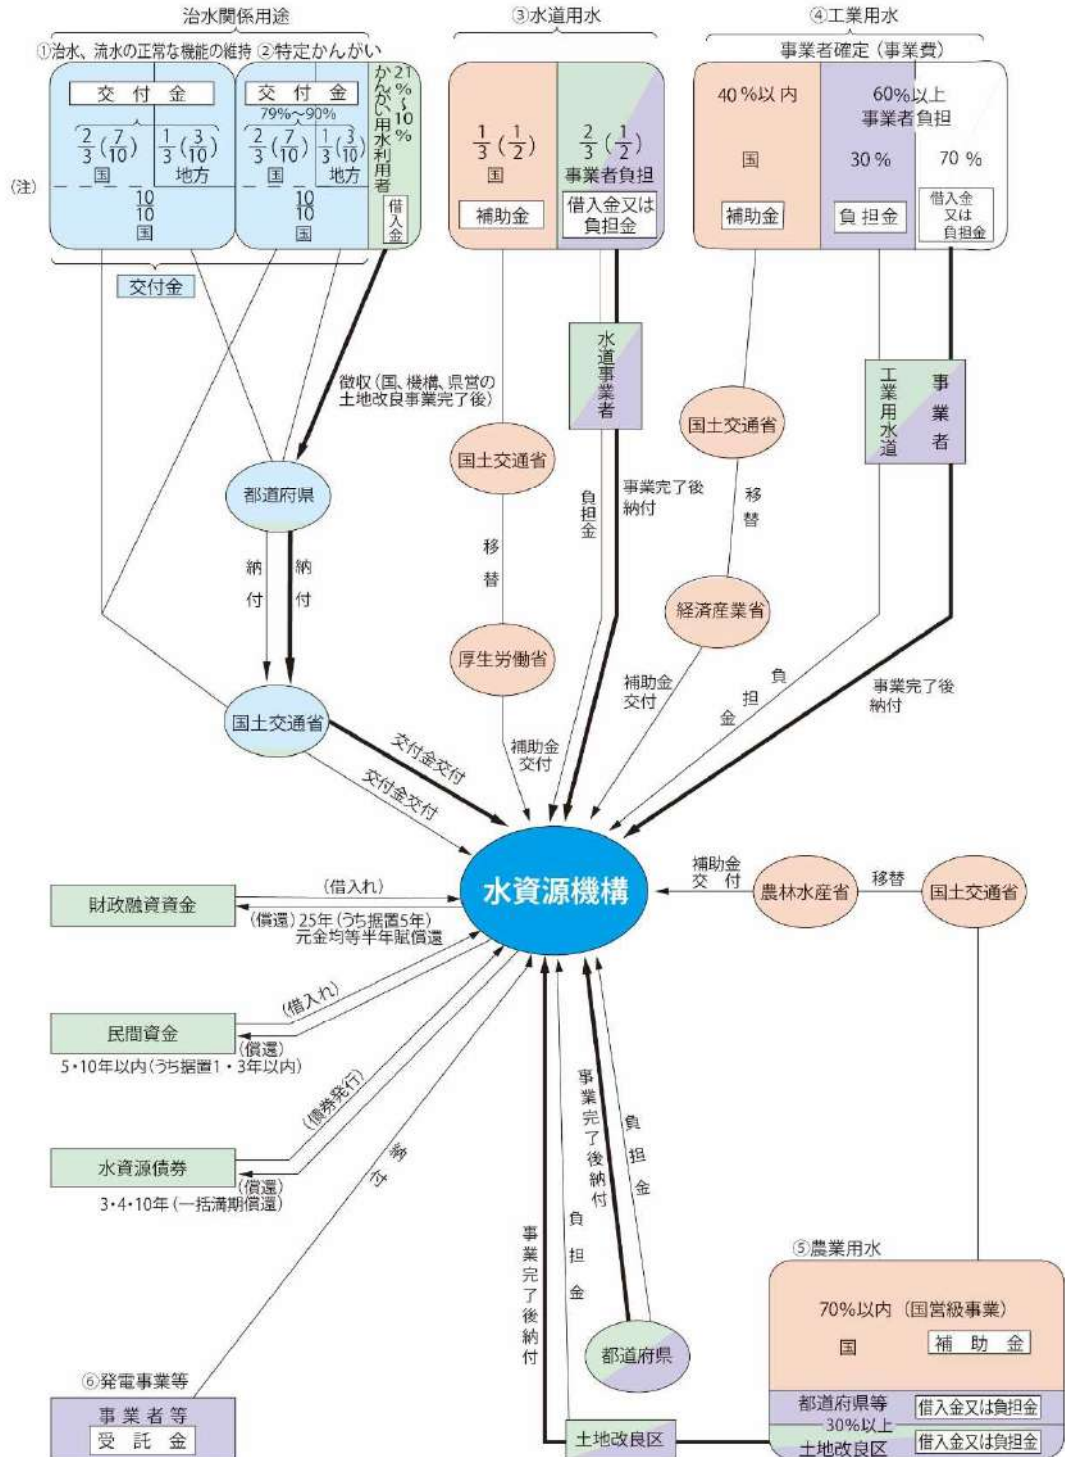 治水関係用途
①治水、流水の正常な機能の維持 ②特定かんがい
交付金
2/3(7/10) 1/3(3/10)
国 地方
10/10
国
交付金
79%~90%
2/3(7/10) 1/3(3/10)
国 地方
10/10
国
21%~10%
かんがい用水利用者
借入金
(注)
交付金
③水道用水
1/3(1/2)
国
補助金
2/3(1/2)
事業者負担
借入金又は
負担金
④工業用水
事業者確定(事業費)
40%以内
国
補助金
60%以上
事業者負担
30%
負担金
70%
借入金
又は
負担金
徴収(国、機構、県営の
土地改良事業完了後)
都道府県
納付
納付
国土交通省
交付金交付
交付金交付
国土交通省
移替
厚生労働省
補助金
交付
水道事業者
負担金
事業完了後
納付
国土交通省
移替
経済産業省
補助金
交付
工業用水道
事業者
負担金
事業完了後
納付
水資源機構
補助金
交付
農林水産省
移替
国土交通省
財政融資資金
(借入れ)
(償還)25年(うち据置5年)
元金均等半年賦償還
民間資金
(借入れ)
(償還)
5・10年以内(うち据置1・3年以内)
水資源債券
(債券発行)
(償還)
3・4・10年(一括満期償還)
納付
⑥発電事業等
事業者等
受託金
事業完了後納付
負担金
事業完了後納付
負担金
都道府県
土地改良区
⑤農業用水
70%以内(国営級事業)
国
補助金
都道府県等
借入金又は負担金
30%以上
土地改良区
借入金又は負担金